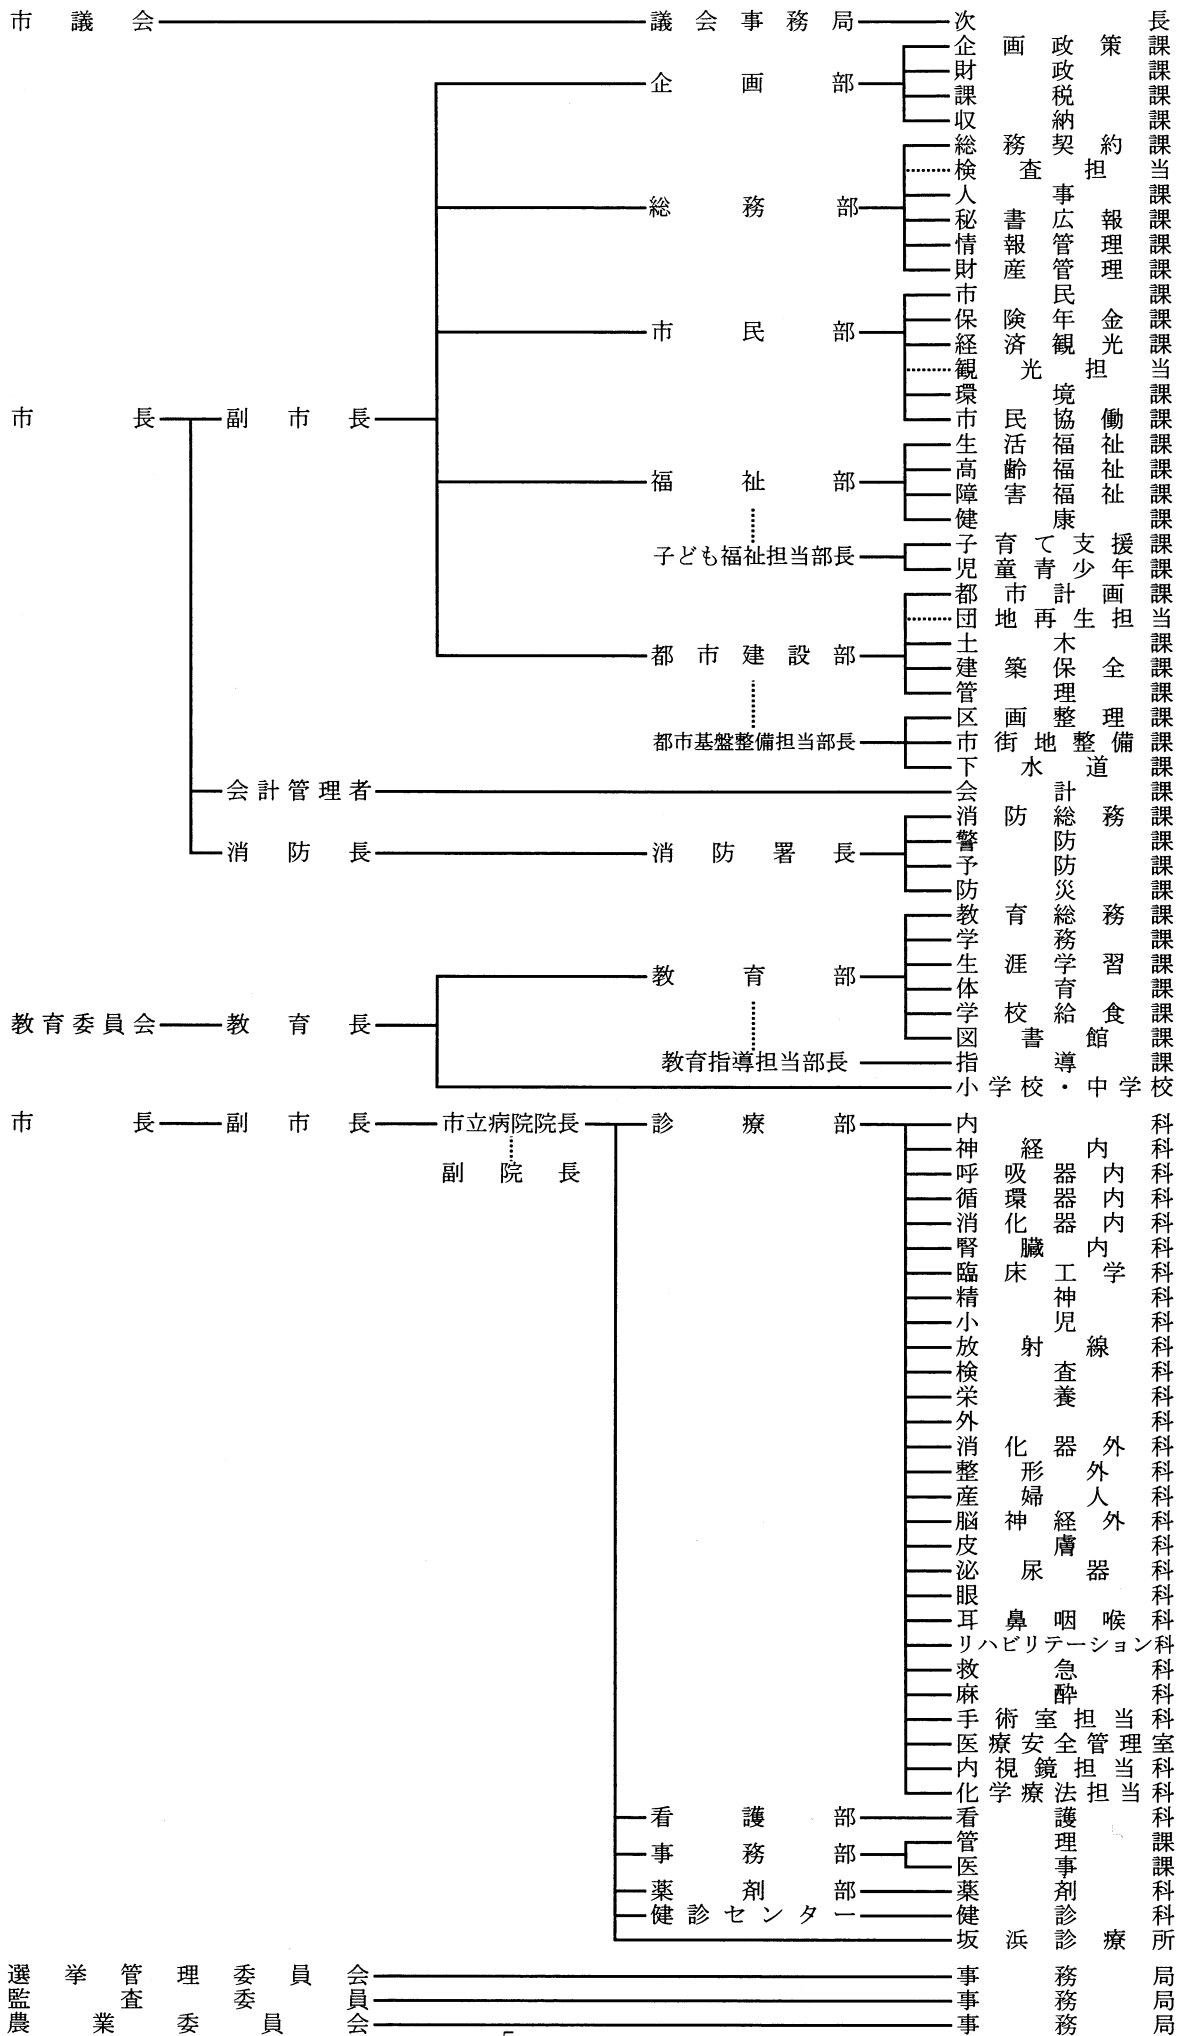 市議会 議会事務局 次長
企画政策課
財政課
企画部
課税課
収納課
総務契約課
検査担当
人事課
総務部
秘書広報課
情報管理課
財産管理課
市民課
保険年金課
市民部
経済観光課
観光担当
環境課
市長 副市長 市民協働課
生活福祉課
高齢福祉課
福祉部
障害福祉課
健康課
子育て支援課
子ども福祉担当部長
児童青少年課
都市計画課
団地再生担当
土木課
都市建設部
建築保全課
管理課
区画整理課
都市基盤整備担当部長 市街地整備課
下水道課
会計管理者 会計課
消防総務課
警防課
消防長 消防署長
予防課
防災課
教育総務課
学務課
生涯学習課
教育部
体育課
学校給食課
教育委員会 教育長
図書館課
教育指導担当部長 指導課
小学校・中学校
市長 副市長 市立病院院長 診療部 内科
神経内科
副院長 呼吸器内科
循環器内科
消化器内科
腎臓内科
臨床工学科
精神科
小児科
放射線科
検査科
栄養科
外科
消化器外科
整形外科
産婦人科
脳神経外科
皮膚科
泌尿器科
眼科
耳鼻咽喉科
リハビリテーション科
救急科
麻酔科
手術室担当科
医療安全管理室
内視鏡担当科
化学療法担当科
看護部 看護科
管理課
事務部
医事課
薬剤部 薬剤科
健診センター 健診科
坂浜診療所
選挙管理委員会 事務局
監査委員 事務局
農業委員会 事務局